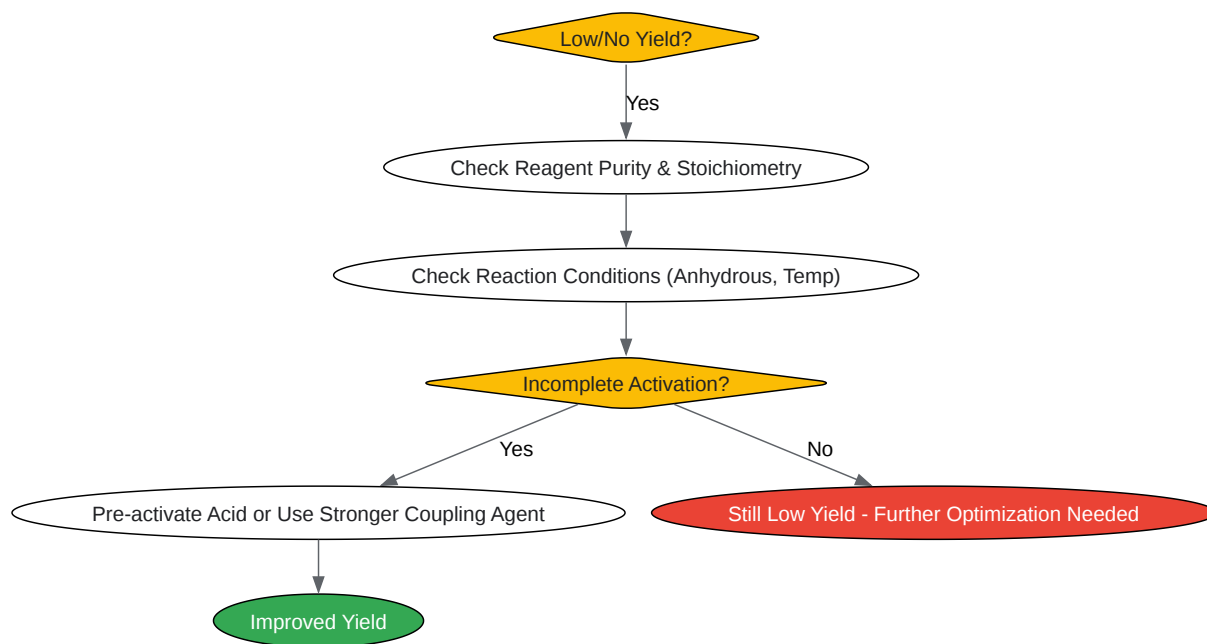 Low/No Yield?
Yes
Check Reagent Purity & Stoichiometry
Check Reaction Conditions (Anhydrous, Temp)
Incomplete Activation?
Yes
No
Pre-activate Acid or Use Stronger Coupling Agent
Still Low Yield - Further Optimization Needed
Improved Yield